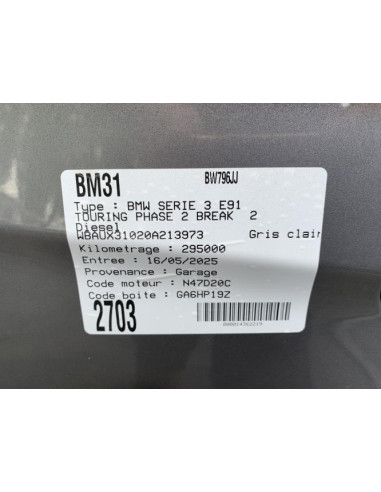 BM31 BW796JJ
Type : BMW SERIE 3 E91
TOURING PHASE 2 BREAK 2
Diesel
WBAUX31020A213973 Gris clair
Kilometrage : 295000
Entree : 16/05/2025
Provenance : Garage
Code moteur : N47D20C
Code boite : GA6HP19Z
2703